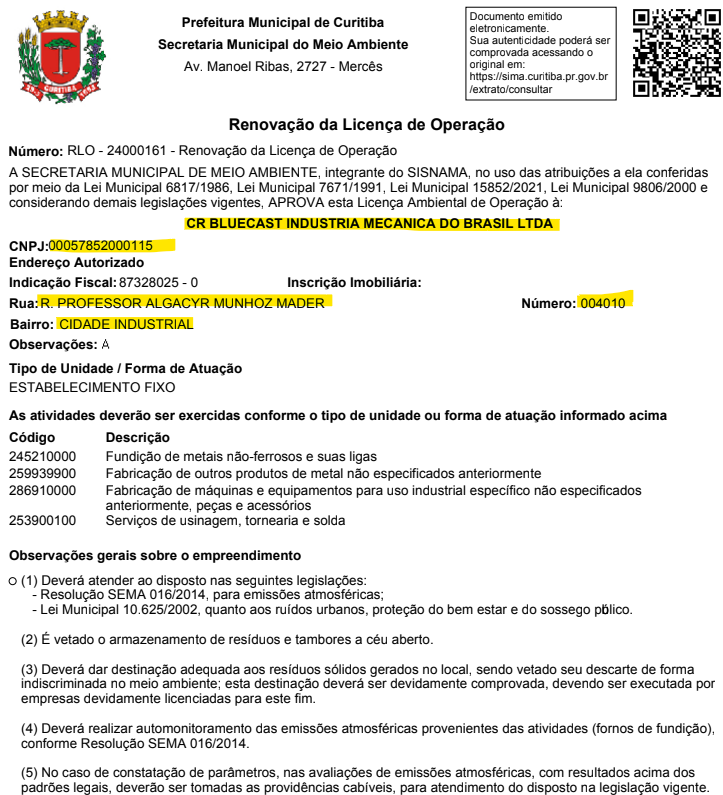 Prefeitura Municipal de Curitiba
Secretaria Municipal do Meio Ambiente
Av. Manoel Ribas, 2727 - Mercês
Documento emitido
eletronicamente.
Sua autenticidade poderá ser
comprovada acessando o
original em:
https://sima.curitiba.pr.gov.br
/extrato/consultar
CURITIBA
Renovação da Licença de Operação
Número: RLO - 24000161 - Renovação da Licença de Operação
A SECRETARIA MUNICIPAL DE MEIO AMBIENTE, integrante do SISNAMA, no uso das atribuições a ela conferidas
por meio da Lei Municipal 6817/1986, Lei Municipal 7671/1991, Lei Municipal 15852/2021, Lei Municipal 9806/2000 e
considerando demais legislações vigentes, APROVA esta Licença Ambiental de Operação à:
CR BLUECAST INDUSTRIA MECANICA DO BRASIL LTDA
CNPJ:00057852000115
Endereço Autorizado
Indicação Fiscal: 87328025 - 0 Inscrição Imobiliária:
Rua: R. PROFESSOR ALGACYR MUNHOZ MADER Número: 004010
Bairro: CIDADE INDUSTRIAL
Observações: A
Tipo de Unidade / Forma de Atuação
ESTABELECIMENTO FIXO
As atividades deverão ser exercidas conforme o tipo de unidade ou forma de atuação informado acima
Código Descrição
245210000 Fundição de metais não-ferrosos e suas ligas
259939900 Fabricação de outros produtos de metal não especificados anteriormente
286910000 Fabricação de máquinas e equipamentos para uso industrial específico não especificados
anteriormente, peças e acessórios
253900100 Serviços de usinagem, tornearia e solda
Observações gerais sobre o empreendimento
(1) Deverá atender ao disposto nas seguintes legislações:
- Resolução SEMA 016/2014, para emissões atmosféricas;
- Lei Municipal 10.625/2002, quanto aos ruídos urbanos, proteção do bem estar e do sossego público.
(2) É vetado o armazenamento de resíduos e tambores a céu aberto.
(3) Deverá dar destinação adequada aos resíduos sólidos gerados no local, sendo vetado seu descarte de forma
indiscriminada no meio ambiente; esta destinação deverá ser devidamente comprovada, devendo ser executada por
empresas devidamente licenciadas para este fim.
(4) Deverá realizar automonitoramento das emissões atmosféricas provenientes das atividades (fornos de fundição),
conforme Resolução SEMA 016/2014.
(5) No caso de constatação de parâmetros, nas avaliações de emissões atmosféricas, com resultados acima dos
padrões legais, deverão ser tomadas as providências cabíveis, para atendimento do disposto na legislação vigente.